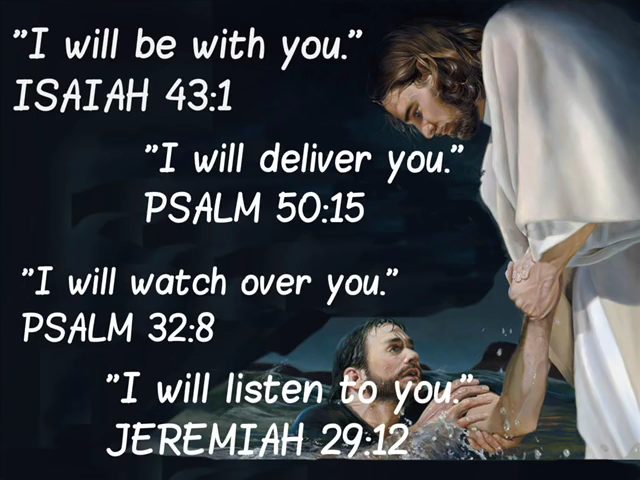 "I will be with you."
ISAIAH 43:1
"I will deliver you."
PSALM 50:15
"I will watch over you."
PSALM 32:8
"I will listen to you."
JEREMIAH 29:12